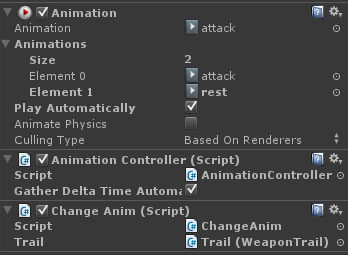 Animation
Animation attack
Animations
Size 2
Element 0 attack
Element 1 rest
Play Automatically
Animate Physics
Culling Type Based On Renderers
Animation Controller (Script)
Script AnimationController
Gather Delta Time Automa
Change Anim (Script)
Script ChangeAnim
Trail Trail (WeaponTrail)